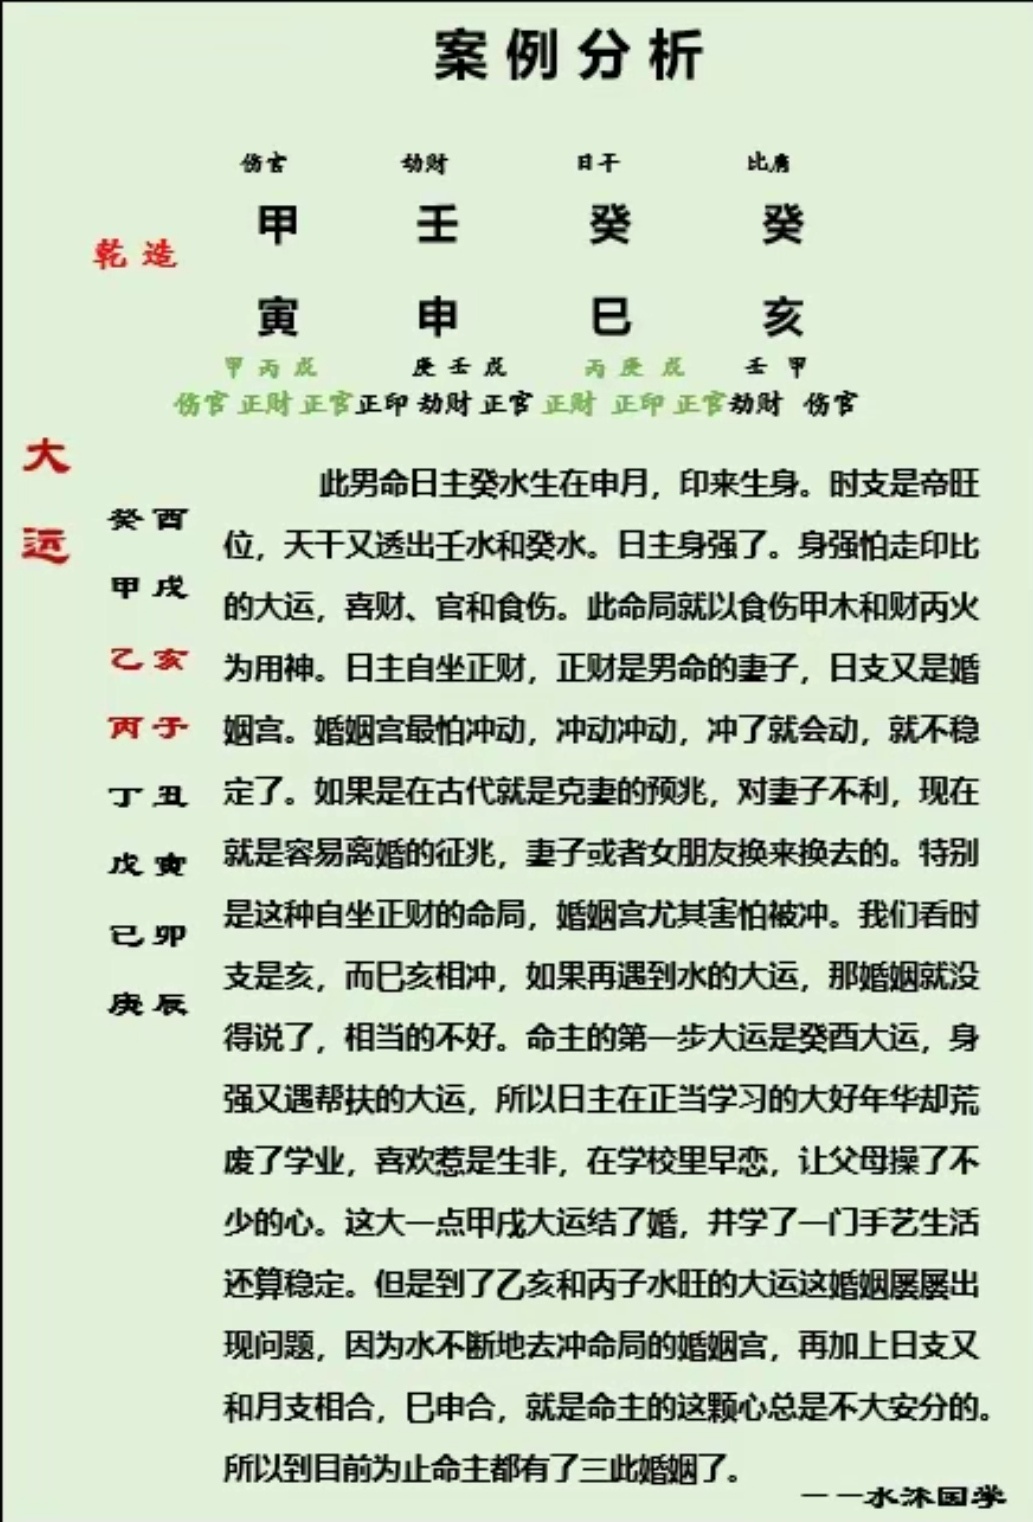 案例分析
伤官 劫财 日干 比肩
甲 壬 癸 癸
乾造
寅 申 巳 亥
甲丙戊 庚壬戊 丙庚戊 壬甲
伤官 正财 正官 正印 劫财 正官 正财 正印 正官 劫财 伤官
大运
癸酉
甲戌
乙亥
丙子
丁丑
戊寅
己卯
庚辰
此男命日主癸水生在申月，印来生身。时支是帝旺
位，天干又透出壬水和癸水。日主身强了。身强怕走印比
的大运，喜财、官和食伤。此命局就以食伤甲木和财丙火
为用神。日主自坐正财，正财是男命的妻子，日支又是婚
姻宫。婚姻宫最怕冲动，冲动冲动，冲了就会动，就不稳
定了。如果是在古代就是克妻的预兆，对妻子不利，现在
就是容易离婚的征兆，妻子或者女朋友换来换去的。特别
是这种自坐正财的命局，婚姻宫尤其害怕被冲。我们看时
支是亥，而巳亥相冲，如果再遇到水的大运，那婚姻就没
得说了，相当的不好。命主的第一步大运是癸酉大运，身
强又遇帮扶的大运，所以日主在正当学习的大好年华却荒
废了学业，喜欢惹是生非，在学校里早恋，让父母操了不
少的心。这大一点甲戌大运结了婚，并学了一门手艺生活
还算稳定。但是到了乙亥和丙子水旺的大运这婚姻屡屡出
现问题，因为水不断地去冲命局的婚姻宫，再加上日支又
和月支相合，巳申合，就是命主的这颗心总是不大安分的。
所以到目前为止命主都有了三此婚姻了。
——水沐国学